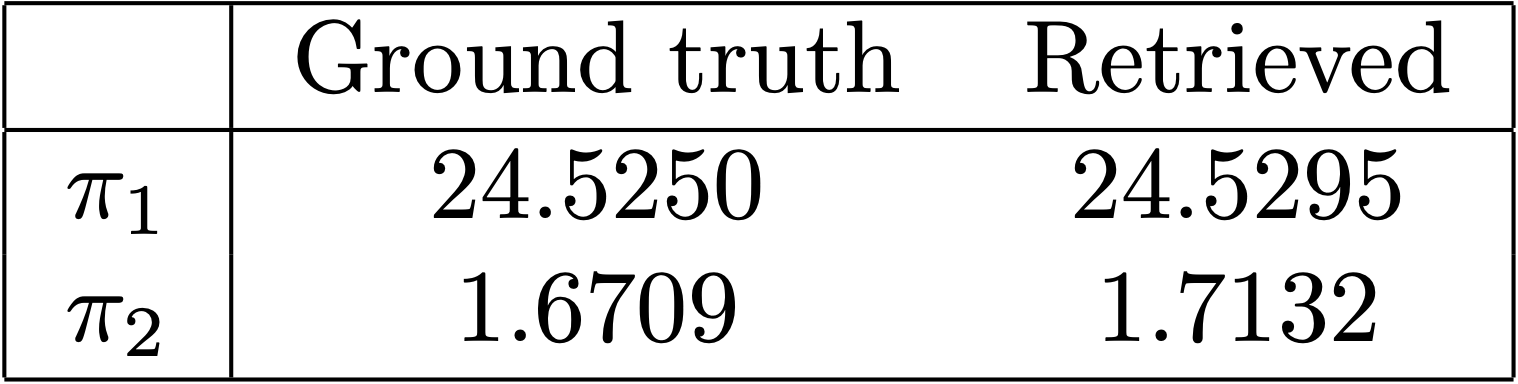 Ground truth Retrieved
π₁ 24.5250 24.5295
π₂ 1.6709 1.7132